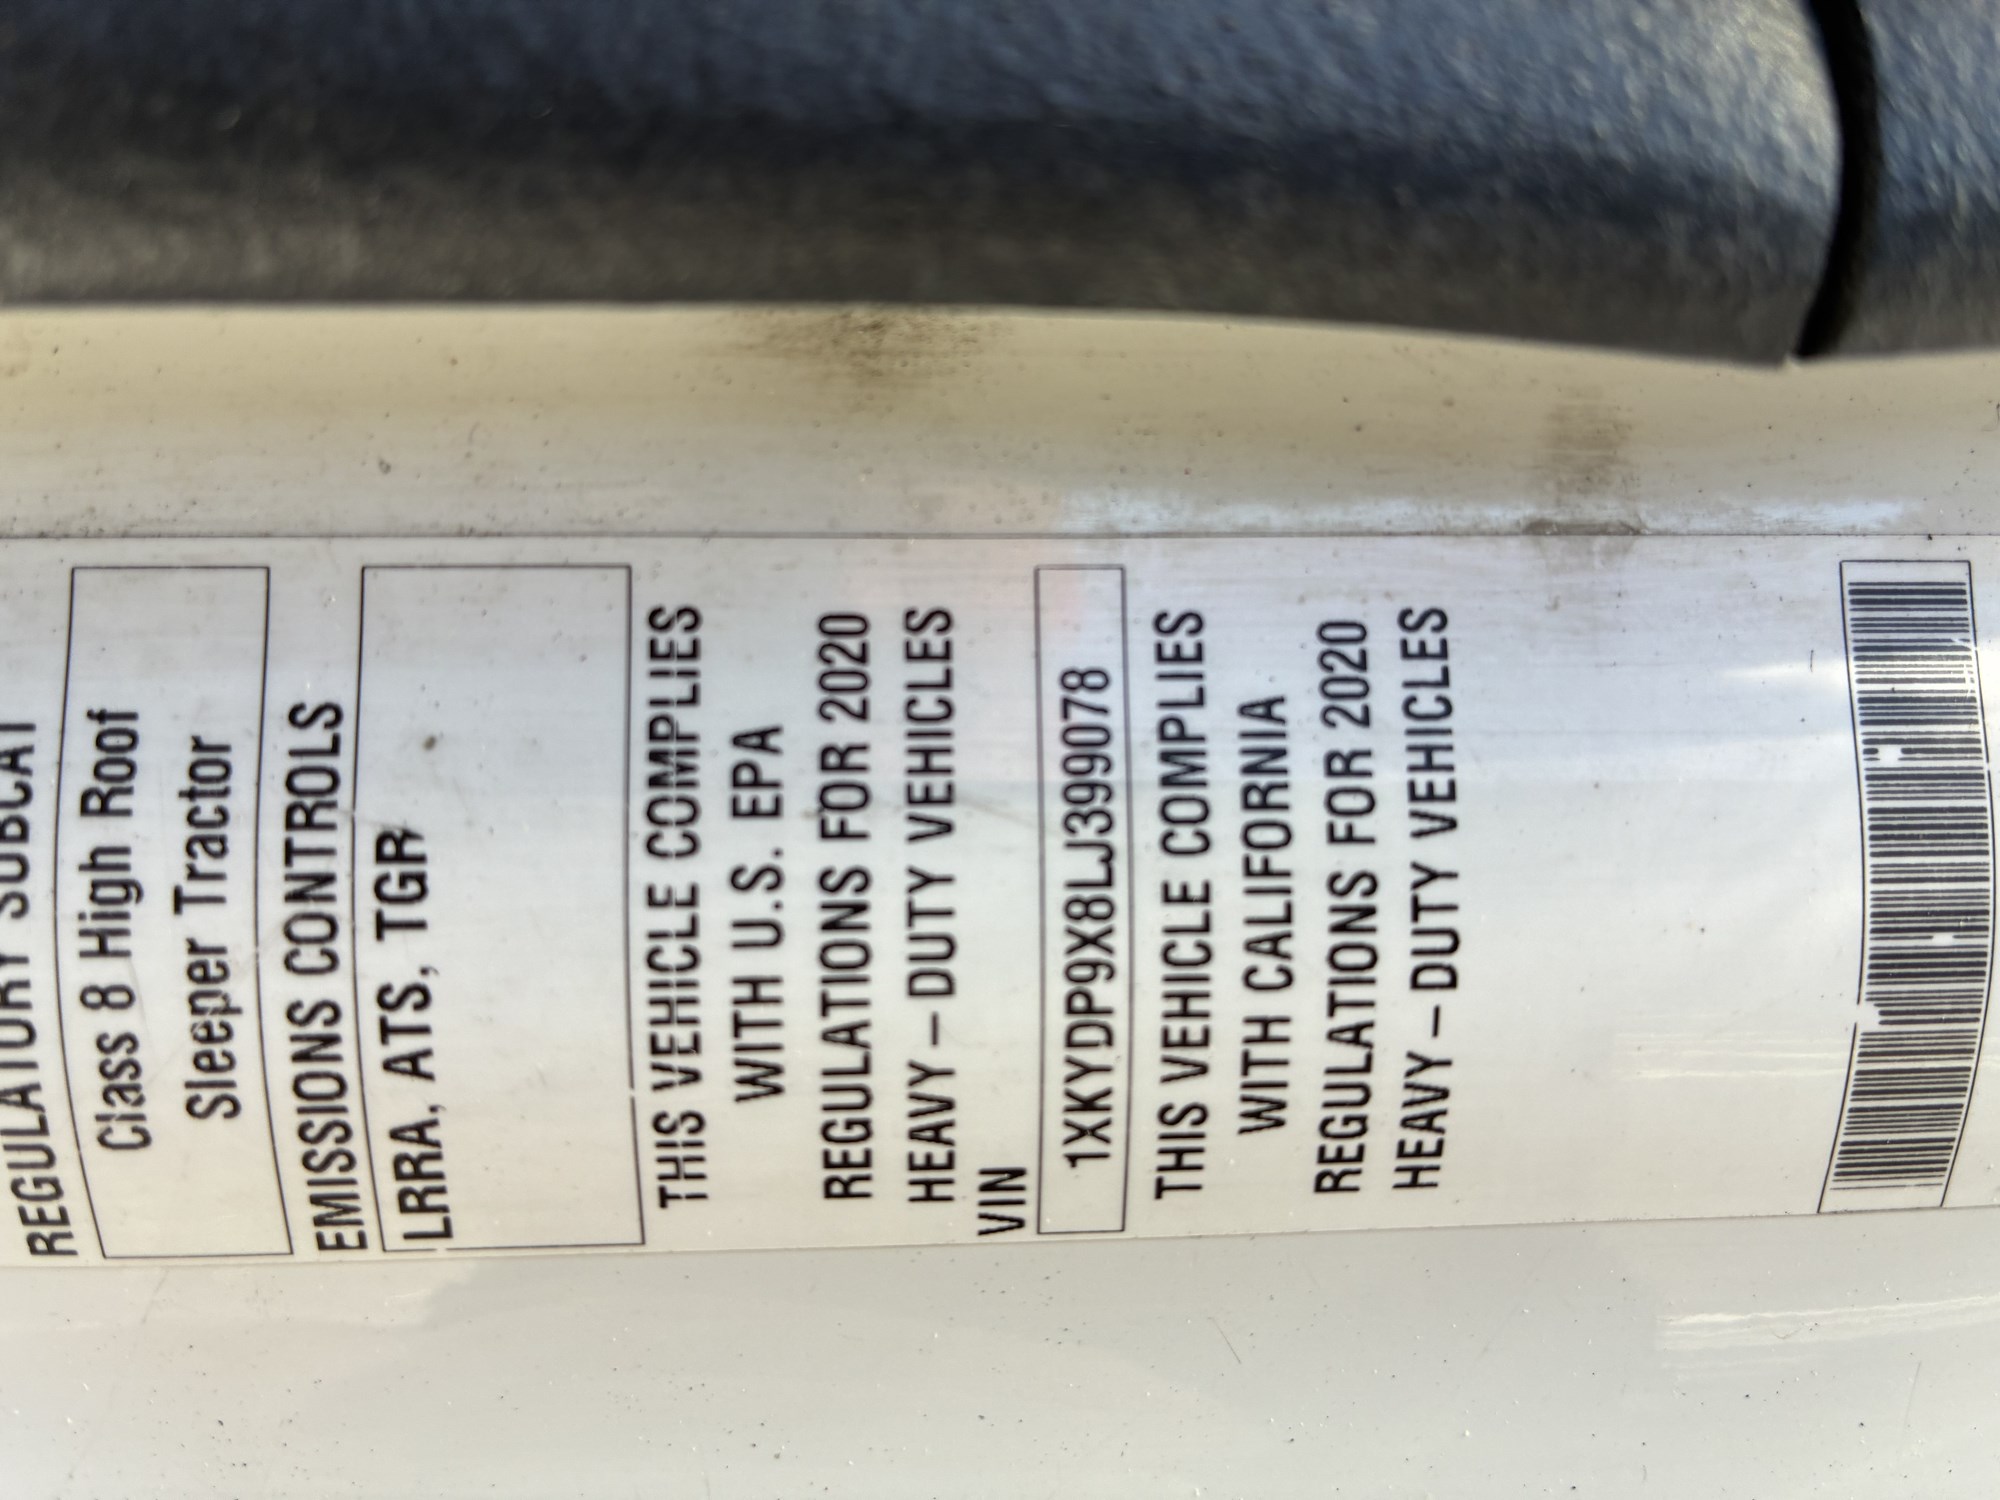 REGULATORY SUBCAT
Class 8 High Roof
Sleeper Tractor
EMISSIONS CONTROLS
LRRA, ATS, TGR
THIS VEHICLE COMPLIES
WITH U.S. EPA
REGULATIONS FOR 2020
HEAVY – DUTY VEHICLES
VIN
1XKYDP9X8LJ399078
THIS VEHICLE COMPLIES
WITH CALIFORNIA
REGULATIONS FOR 2020
HEAVY – DUTY VEHICLES